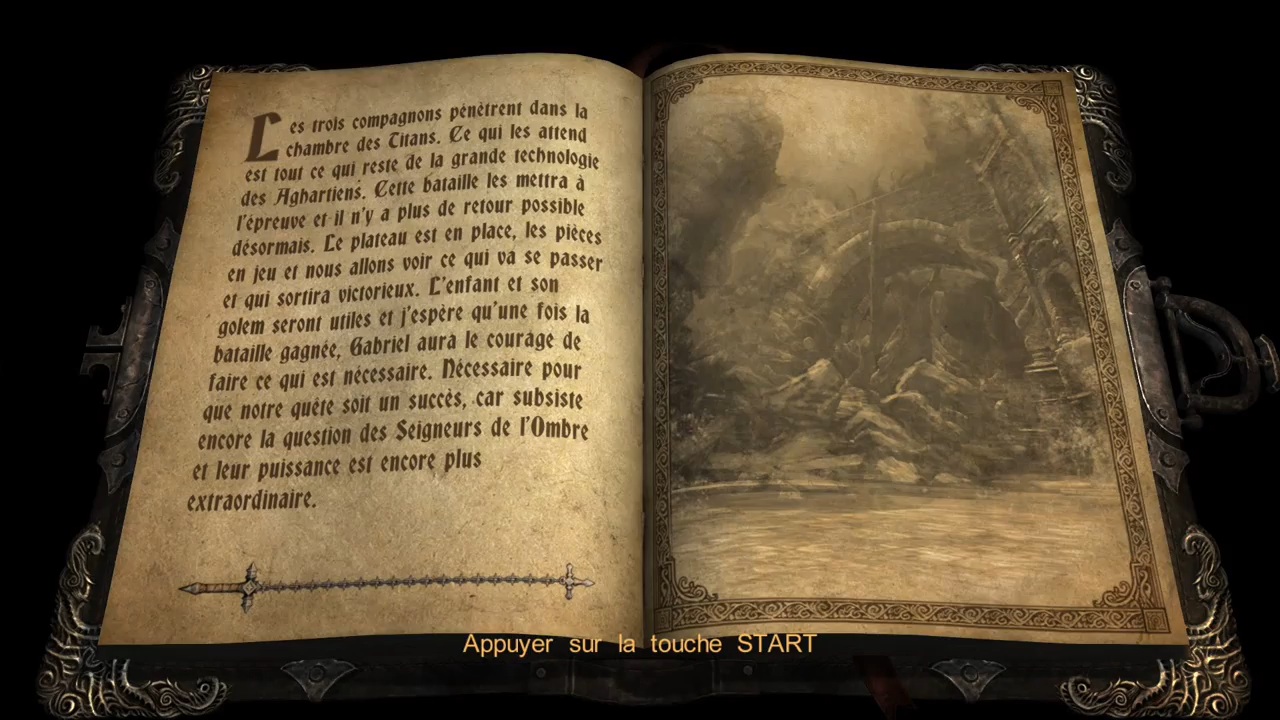 Les trois compagnons pénètrent dans la
chambre des Titans. Ce qui les attend
est tout ce qui reste de la grande technologie
des Aghartiens. Cette bataille les mettra à
l'épreuve et il n'y a plus de retour possible
désormais. Le plateau est en place, les pièces
en jeu et nous allons voir ce qui va se passer
et qui sortira victorieux. L'enfant et son
golem seront utiles et j'espère qu'une fois la
bataille gagnée, Gabriel aura le courage de
faire ce qui est nécessaire. Nécessaire pour
que notre quête soit un succès, car subsiste
encore la question des Seigneurs de l'Ombre
et leur puissance est encore plus
extraordinaire.
Appuyer sur la touche START